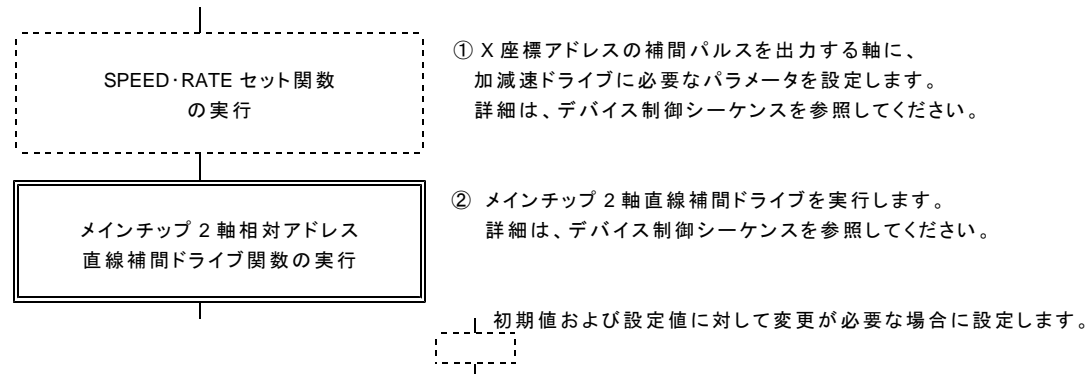 SPEED･RATE セット関数
の実行
① X 座標アドレスの補間パルスを出力する軸に、
加減速ドライブに必要なパラメータを設定します。
詳細は、デバイス制御シーケンスを参照してください。
メインチップ 2 軸相対アドレス
直線補間ドライブ関数の実行
② メインチップ 2 軸直線補間ドライブを実行します。
詳細は、デバイス制御シーケンスを参照してください。
初期値および設定値に対して変更が必要な場合に設定します。